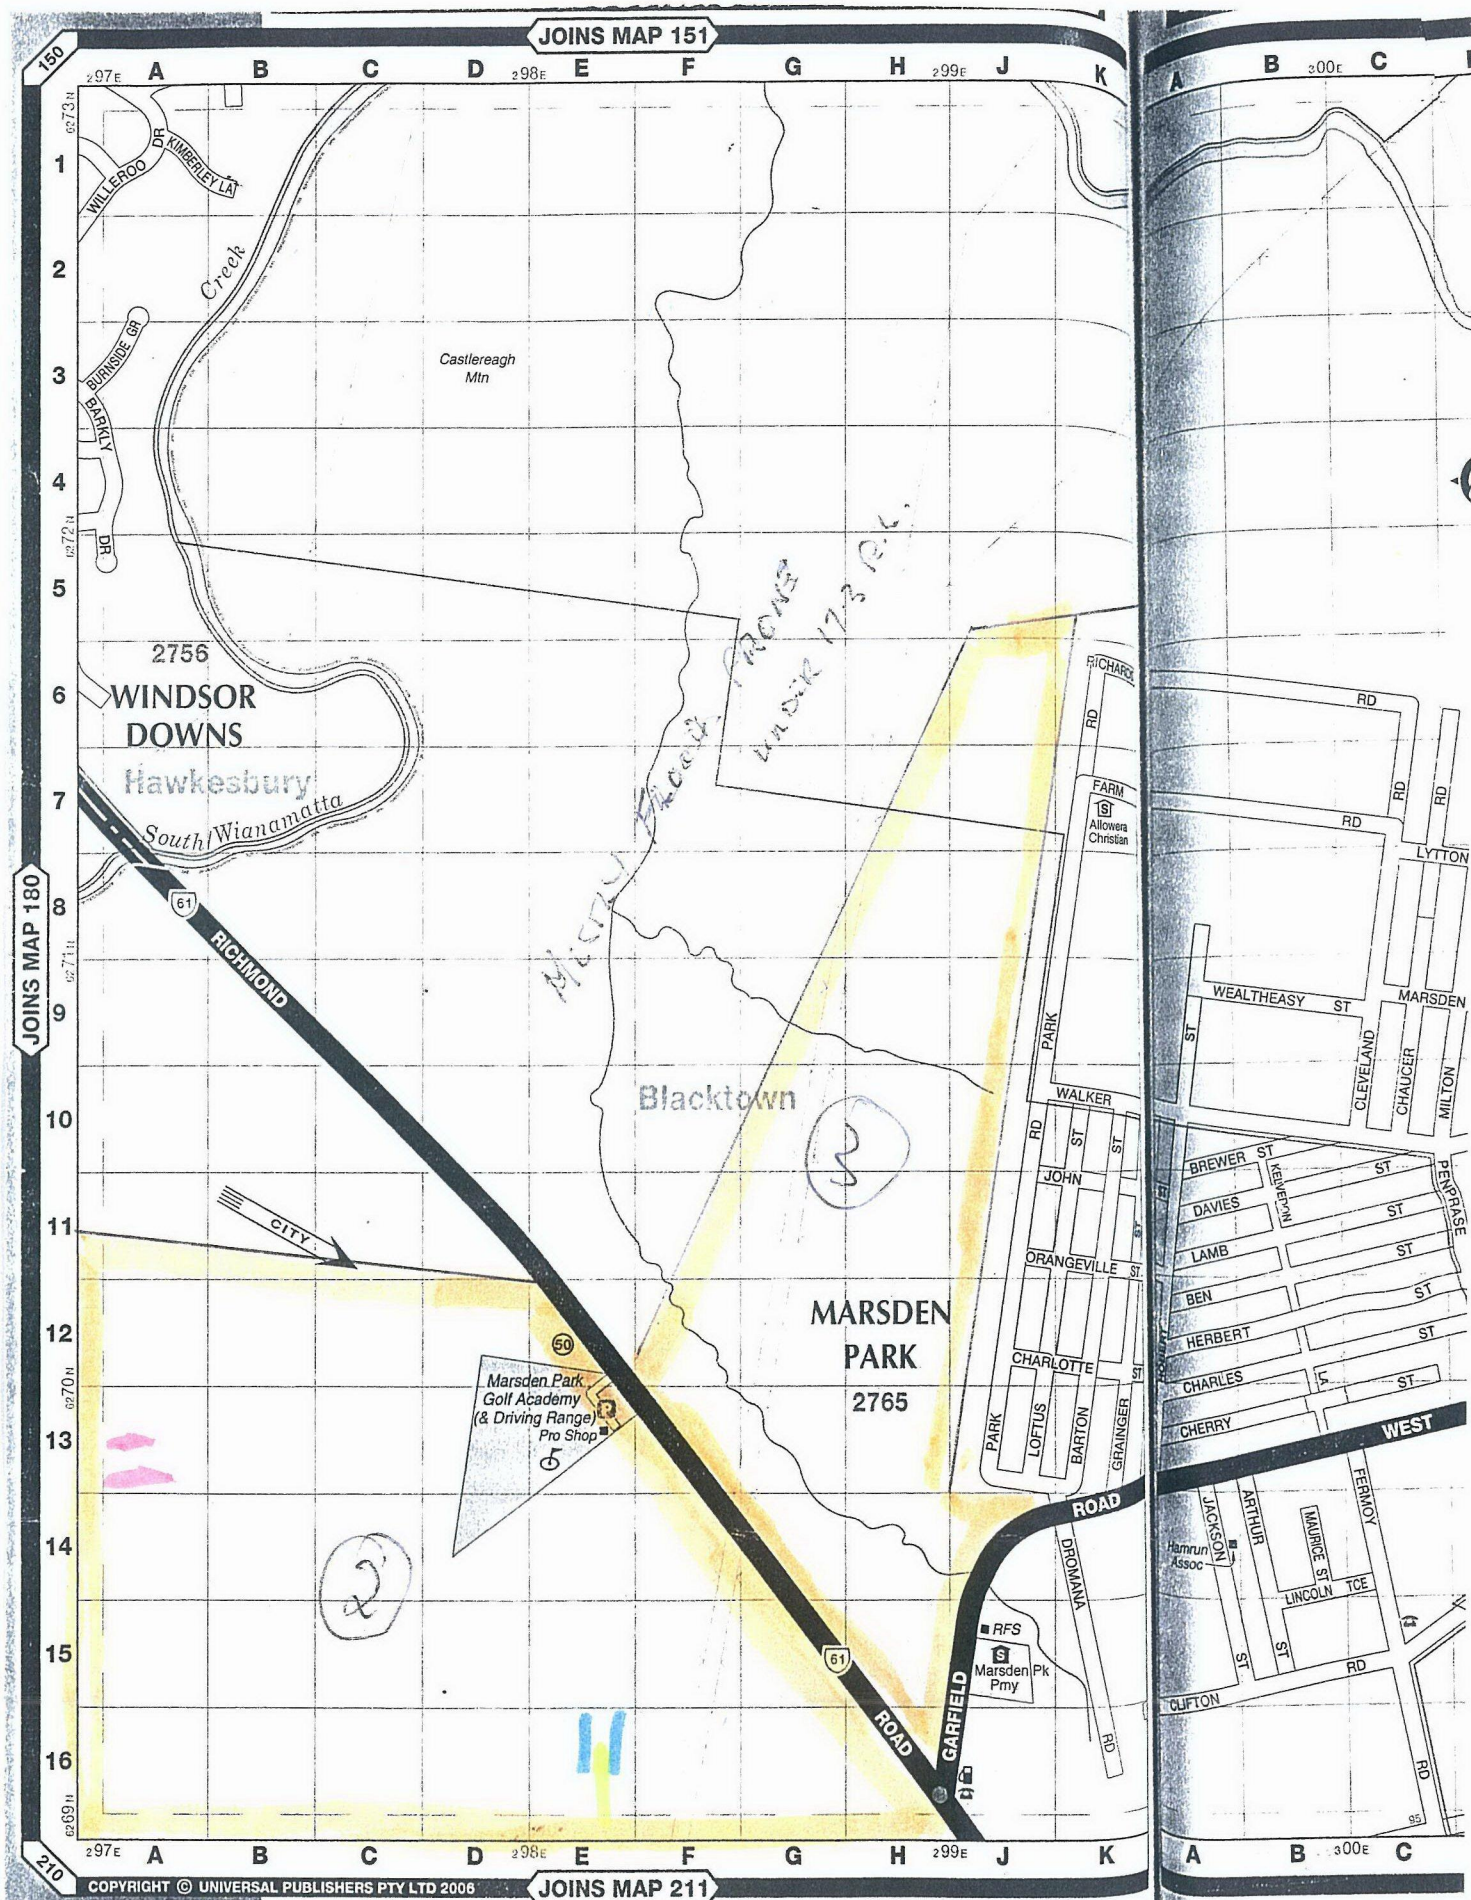 JOINS MAP 151
150
297E A B C D 298E E F G H 299E J K
A B 300E C
6273N
1
2
3
4
6272N
5
6
7
8
6271N
9
10
11
12
6270N
13
14
15
16
6269N
JOINS MAP 180
WILLEROO
DR
KIMBERLEY LA
Creek
BURNSIDE GR
BARKLY
DR
Castlereagh
Mtn
2756
WINDSOR
DOWNS
Hawkesbury
South/Wianamatta
61
RICHMOND
UNDER 17.3 R.L.
Blacktown
3
CITY
MARSDEN
PARK
2765
50
Marsden Park
Golf Academy
(& Driving Range)
P
Pro Shop
2
61
ROAD
GARFIELD
ROAD
WEST
RFS
S
Marsden Pk
Pmy
DROMANA
RD
RD
FARM
S
Allowera
Christian
PARK
WALKER
RD
ST
ST
JOHN
ORANGEVILLE ST
CHARLOTTE
ST
PARK
LOFTUS
BARTON
GRAINGER
RD
RD
RD
RD
LYTTON
WEALTHEASY ST
MARSDEN
ST
CLEVELAND
CHAUCER
MILTON
BREWER ST
KELVEDON
ST
PENPRASE
DAVIES
ST
LAMB
ST
BEN
ST
HERBERT
ST
CHARLES
LA
ST
CHERRY
JACKSON
ST
ARTHUR
ST
MAURICE ST
FERMOY
RD
Hamrun
Assoc
LINCOLN TCE
CLIFTON
RD
95
210
297E A B C D 298E E F G H 299E J K
A B 300E C
COPYRIGHT © UNIVERSAL PUBLISHERS PTY LTD 2006
JOINS MAP 211